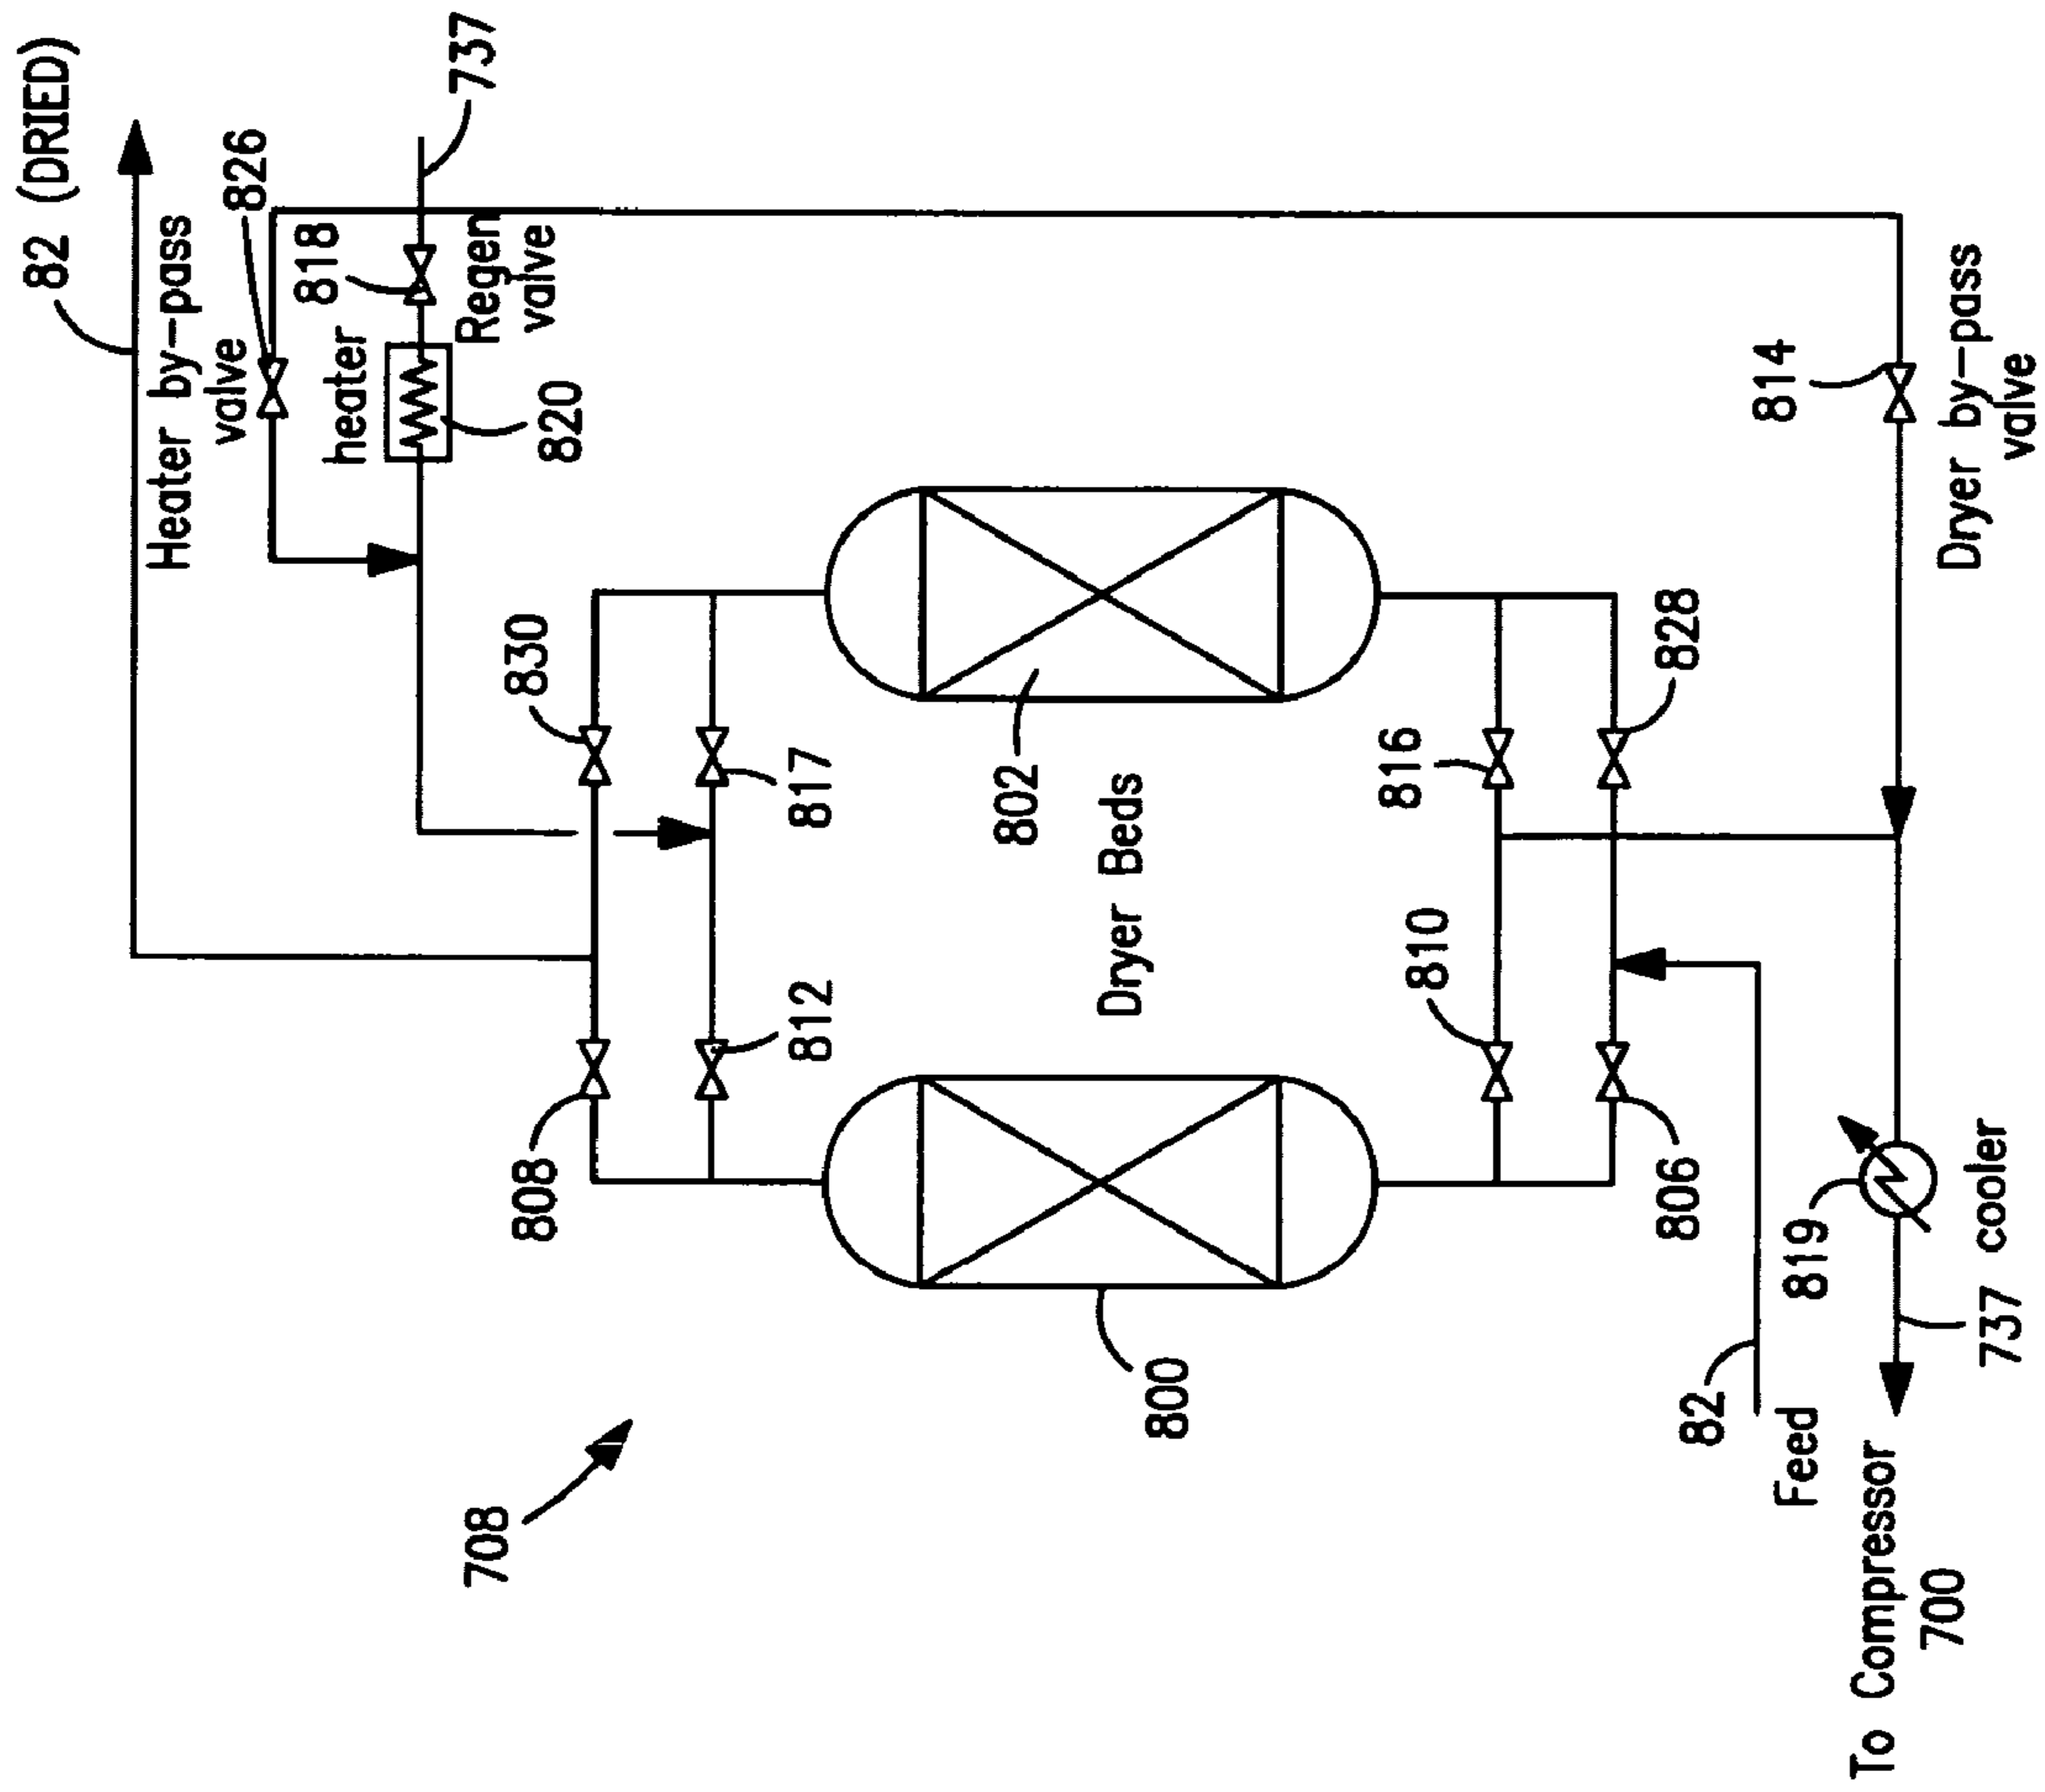 82 (DRIED)
Heater by-pass
valve
826
818
737
heater
Regen
valve
820
830
817
808
812
802
Dryer Beds
800
708
816
810
828
806
814
Dryer by-pass
valve
82
Feed
819
737 cooler
To Compressor
700